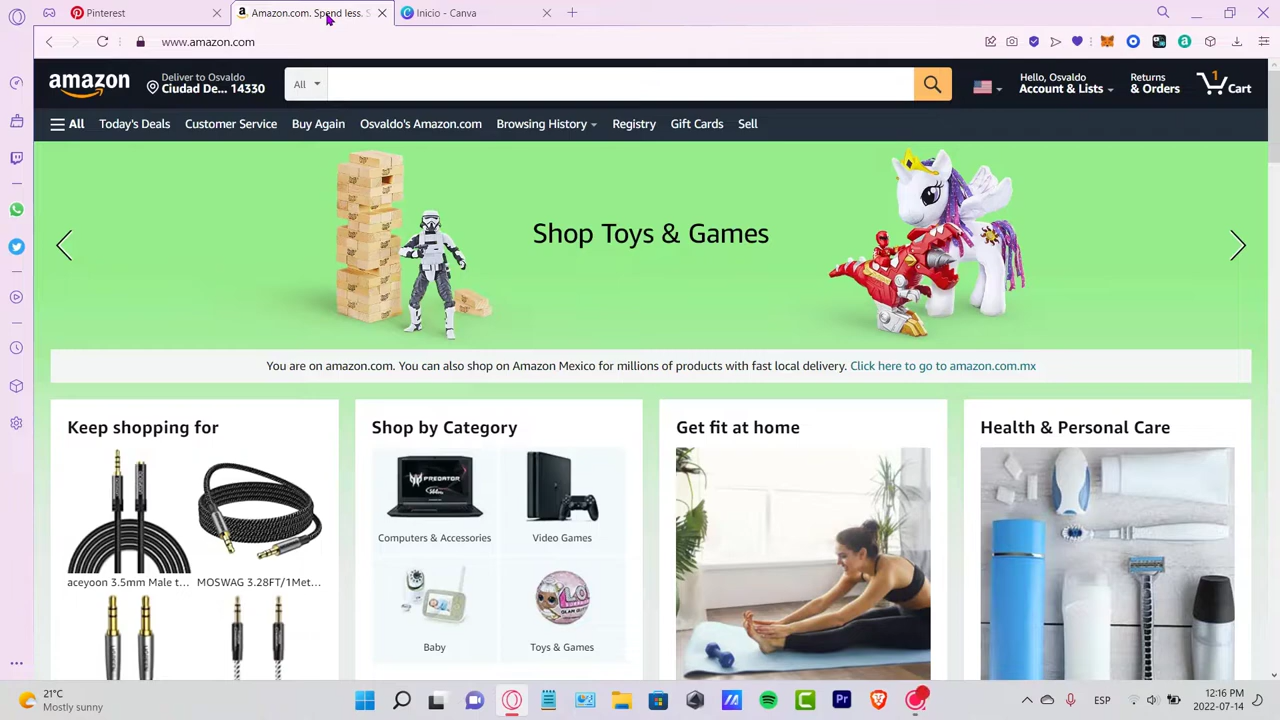 Pinterest
Amazon.com. Spend less. S
Inicio - Canva
www.amazon.com
amazon
Deliver to Osvaldo
Ciudad De... 14330
All
Hello, Osvaldo
Account & Lists
Returns
& Orders
1
Cart
All
Today's Deals
Customer Service
Buy Again
Osvaldo's Amazon.com
Browsing History
Registry
Gift Cards
Sell
Shop Toys & Games
You are on amazon.com. You can also shop on Amazon Mexico for millions of products with fast local delivery. Click here to go to amazon.com.mx
Keep shopping for
aceyoon 3.5mm Male t...
MOSWAG 3.28FT/1Met...
Shop by Category
PREDATOR
Computers & Accessories
Video Games
Baby
Toys & Games
Get fit at home
Health & Personal Care
21°C
Mostly sunny
Pr
ESP
12:16 PM
2022-07-14